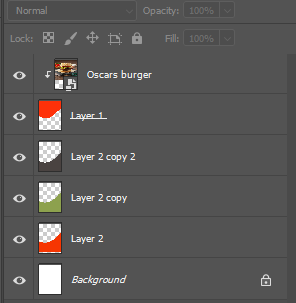 Normal Opacity: 100%
Lock: Fill: 100%
Oscars burger
Layer 1
Layer 2 copy 2
Layer 2 copy
Layer 2
Background